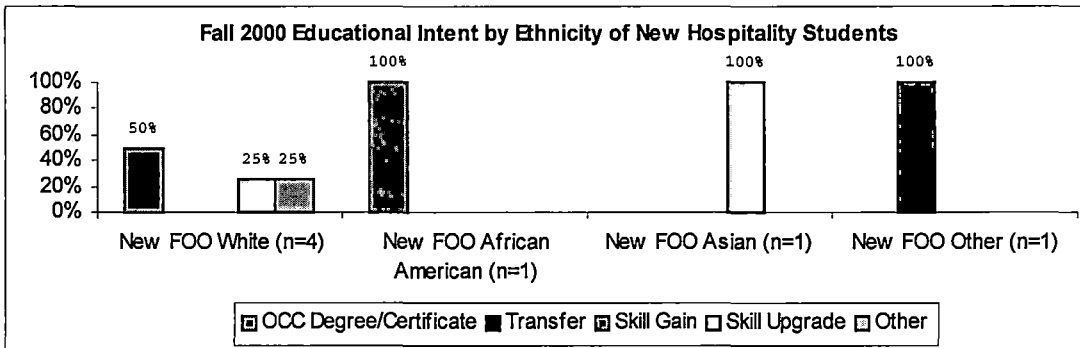 Fall 2000 Educational Intent by Ethnicity of New Hospitality Students
100%
80%
60%
40%
20%
0%
50%
25% 25%
100%
100%
100%
New FOO White (n=4)
New FOO African
American (n=1)
New FOO Asian (n=1)
New FOO Other (n=1)
OCC Degree/Certificate Transfer Skill Gain Skill Upgrade Other